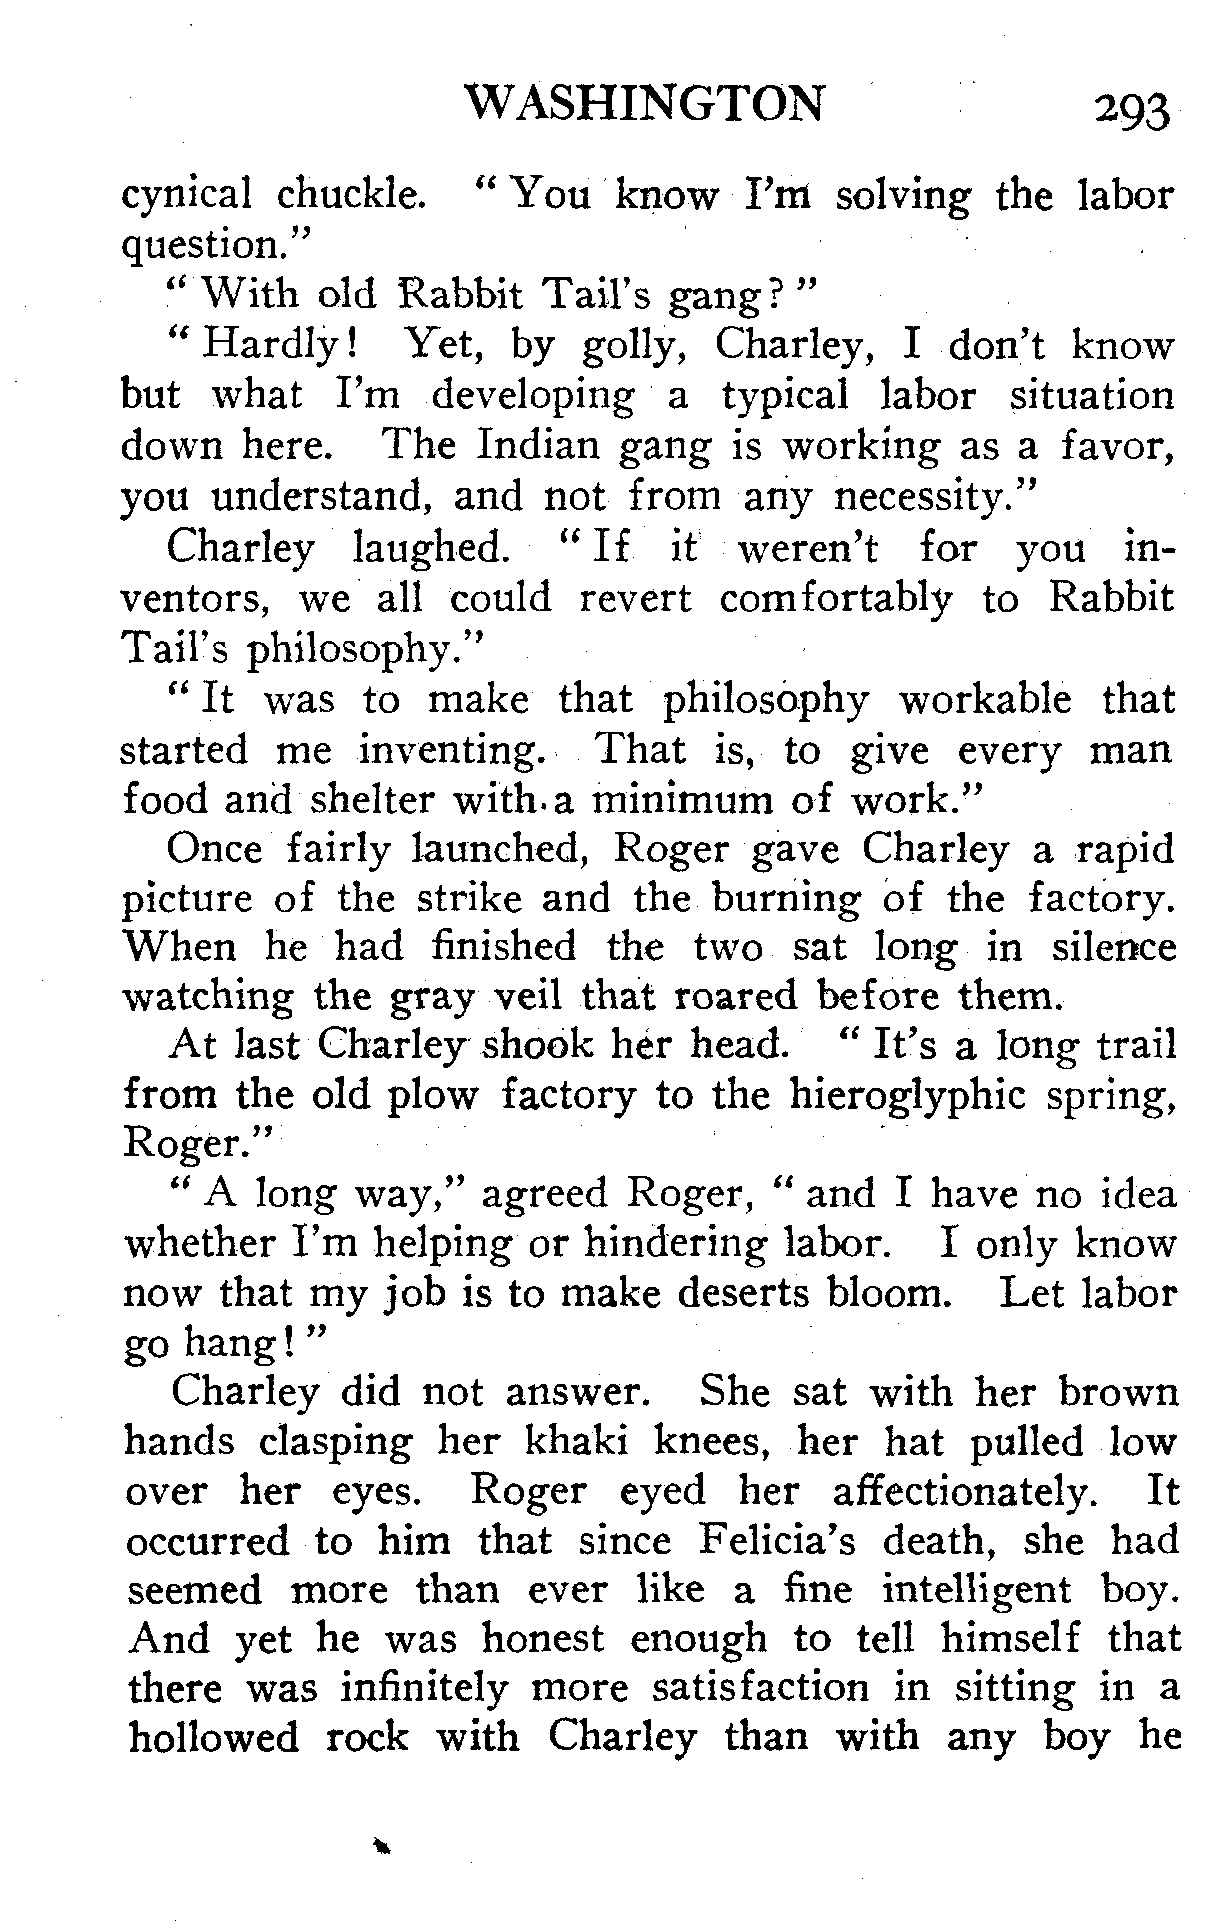 WASHINGTON 293
cynical chuckle. “ You know I’m solving the labor
question.”
“ With old Rabbit Tail’s gang? ”
“ Hardly! Yet, by golly, Charley, I don’t know
but what I’m developing a typical labor situation
down here. The Indian gang is working as a favor,
you understand, and not from any necessity.”
Charley laughed. “ If it weren’t for you in-
ventors, we all could revert comfortably to Rabbit
Tail’s philosophy.”
“ It was to make that philosophy workable that
started me inventing. That is, to give every man
food and shelter with a minimum of work.”
Once fairly launched, Roger gave Charley a rapid
picture of the strike and the burning of the factory.
When he had finished the two sat long in silence
watching the gray veil that roared before them.
At last Charley shook her head. “ It’s a long trail
from the old plow factory to the hieroglyphic spring,
Roger.”
“ A long way,” agreed Roger, “ and I have no idea
whether I’m helping or hindering labor. I only know
now that my job is to make deserts bloom. Let labor
go hang! ”
Charley did not answer. She sat with her brown
hands clasping her khaki knees, her hat pulled low
over her eyes. Roger eyed her affectionately. It
occurred to him that since Felicia’s death, she had
seemed more than ever like a fine intelligent boy.
And yet he was honest enough to tell himself that
there was infinitely more satisfaction in sitting in a
hollowed rock with Charley than with any boy he